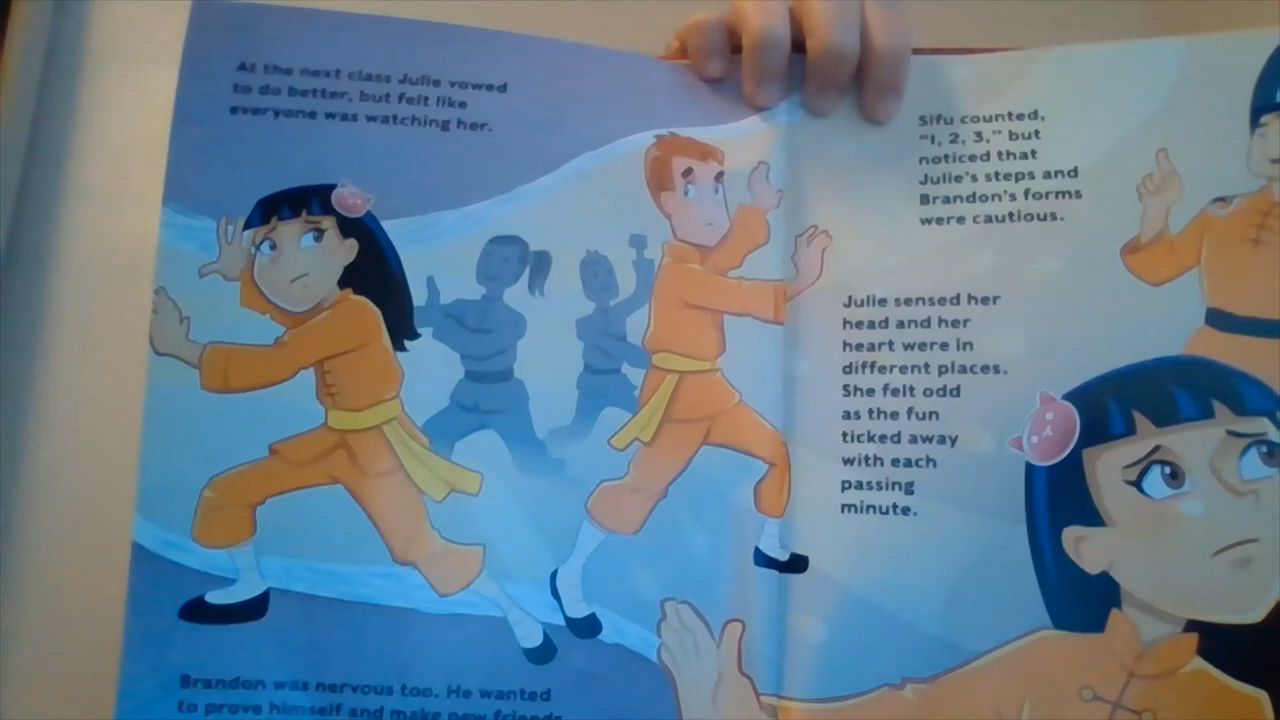 At the next class Julie vowed
to do better, but felt like
everyone was watching her.
Brandon was nervous too. He wanted
to prove himself and make new friends
Sifu counted,
"1, 2, 3," but
noticed that
Julie's steps and
Brandon's forms
were cautious.
Julie sensed her
head and her
heart were in
different places.
She felt odd
as the fun
ticked away
with each
passing
minute.